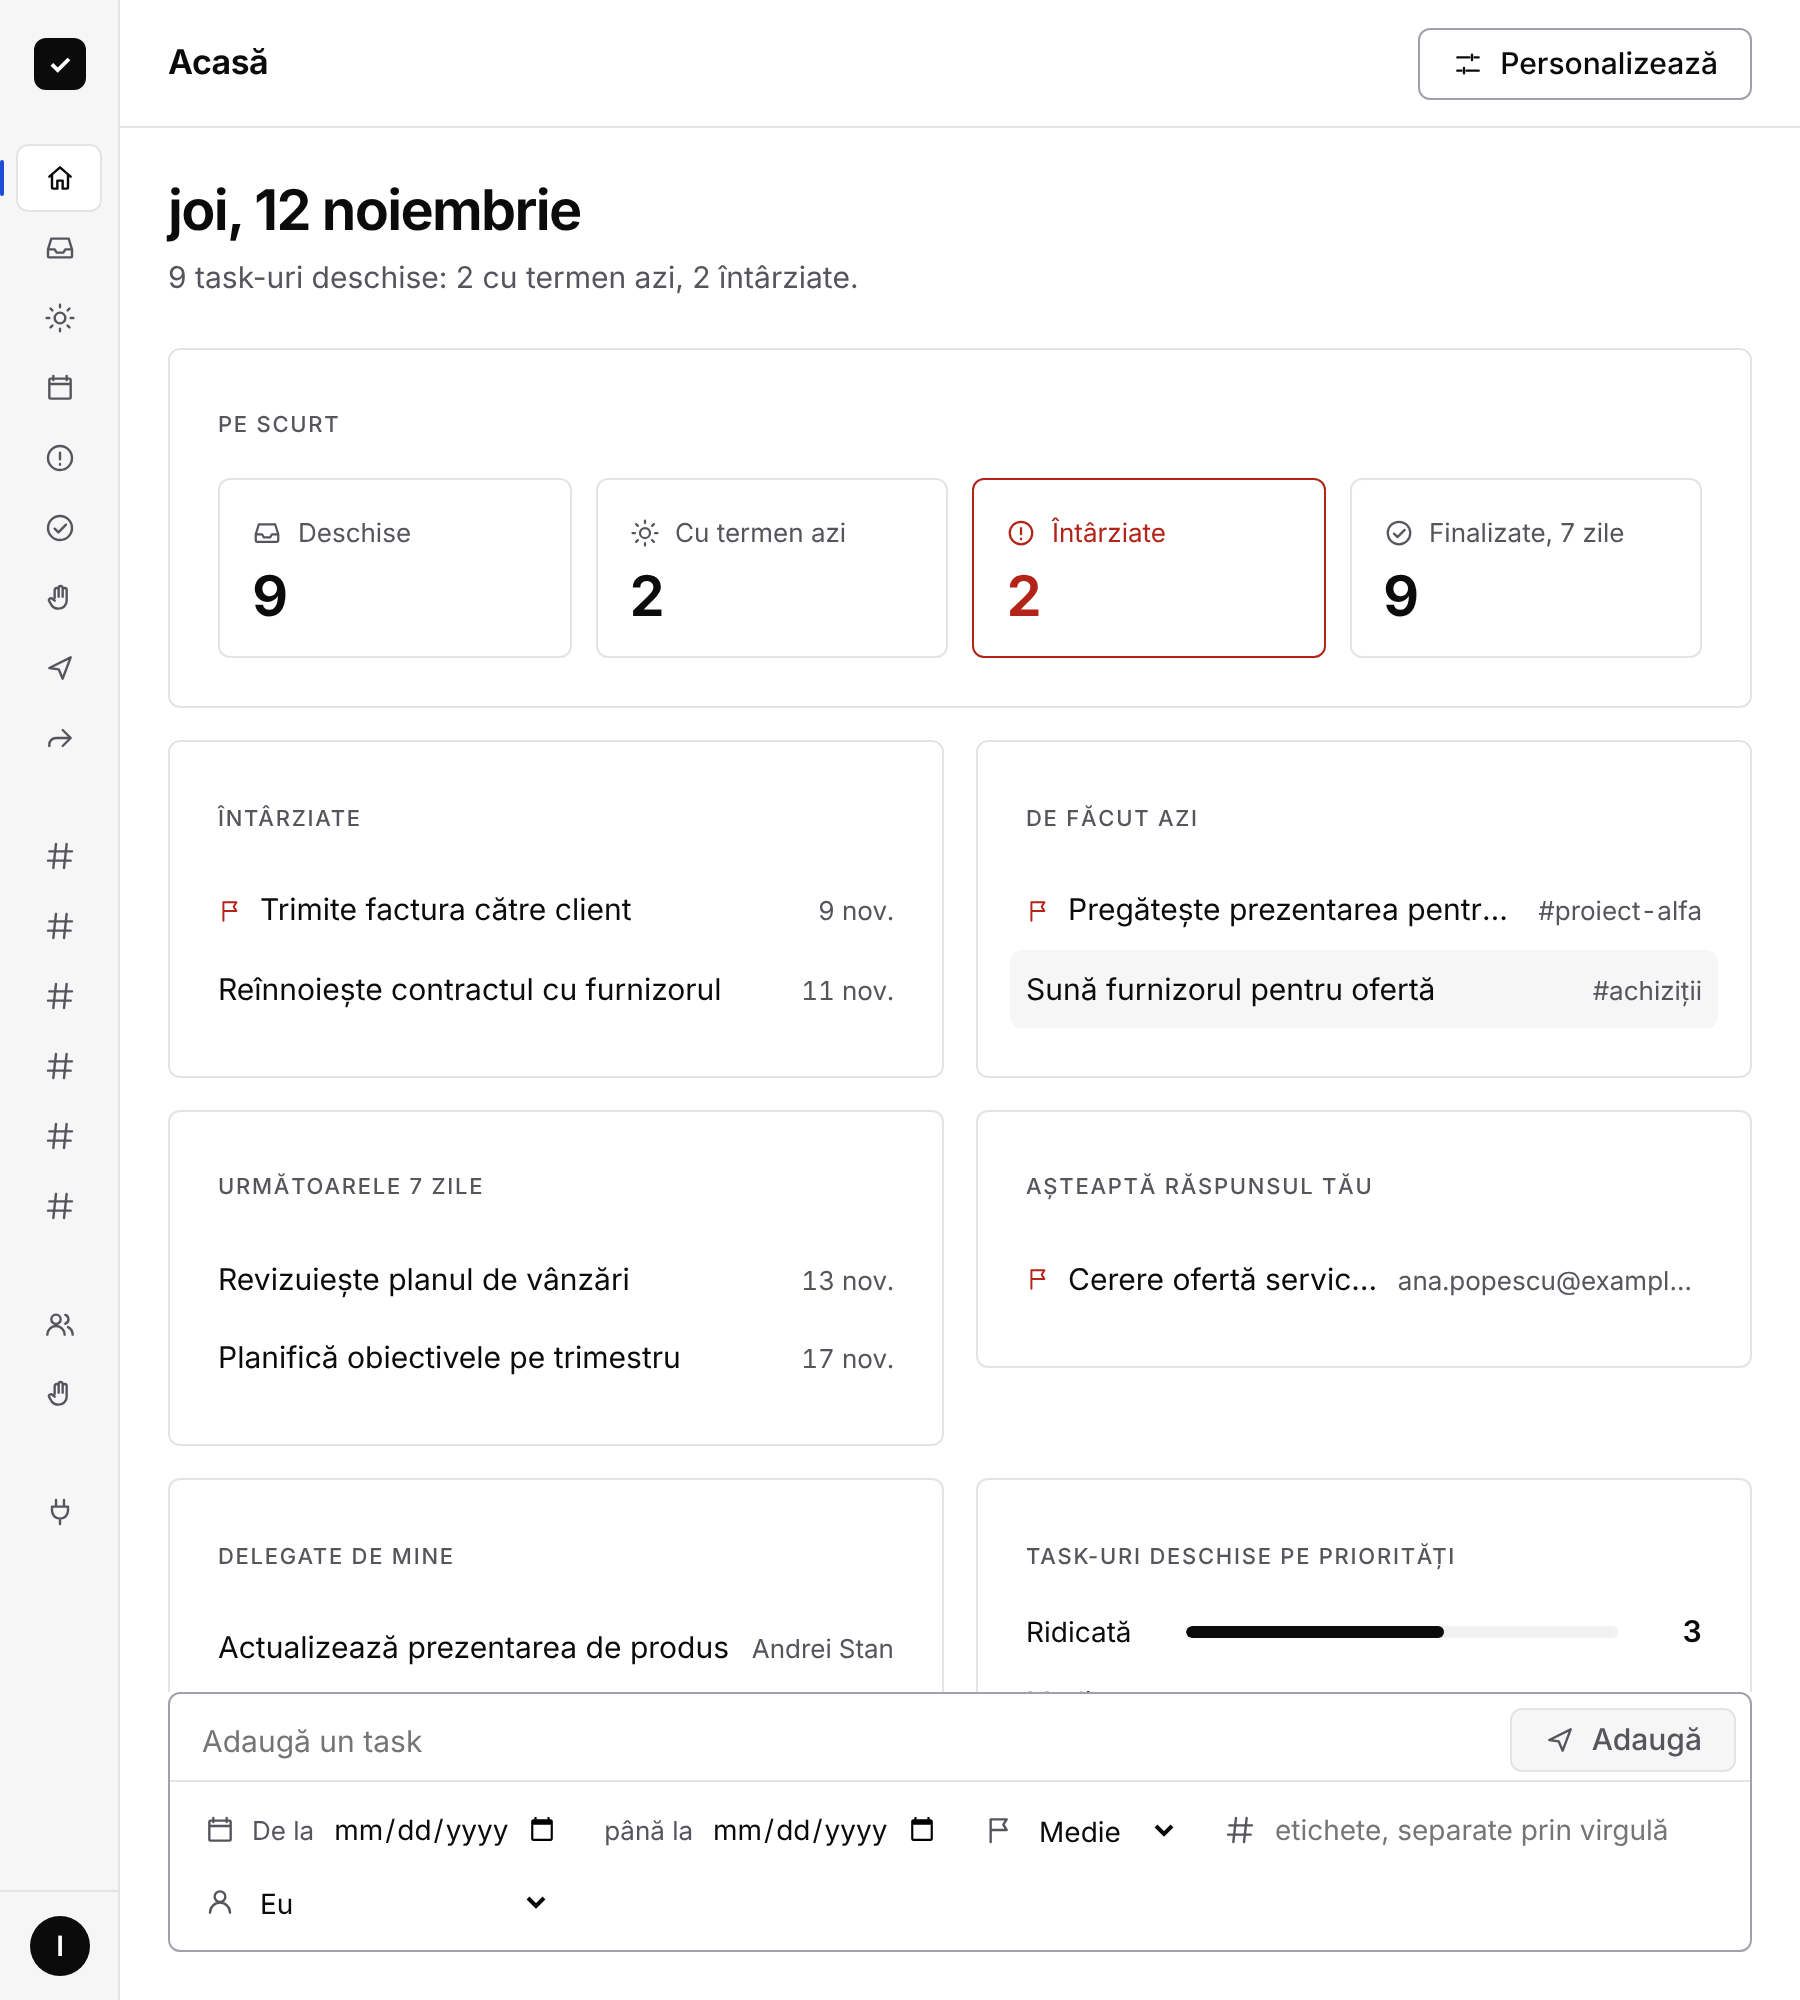 Acasă
Personalizează
joi, 12 noiembrie
9 task-uri deschise: 2 cu termen azi, 2 întârziate.
PE SCURT
Deschise
9
Cu termen azi
2
Întârziate
2
Finalizate, 7 zile
9
ÎNTÂRZIATE
Trimite factura către client 9 nov.
Reînnoiește contractul cu furnizorul 11 nov.
DE FĂCUT AZI
Pregătește prezentarea pentr... #proiect-alfa
Sună furnizorul pentru ofertă #achiziții
URMĂTOARELE 7 ZILE
Revizuiește planul de vânzări 13 nov.
Planifică obiectivele pe trimestru 17 nov.
AȘTEAPTĂ RĂSPUNSUL TĂU
Cerere ofertă servic... ana.popescu@exampl...
DELEGATE DE MINE
Actualizează prezentarea de produs Andrei Stan
TASK-URI DESCHISE PE PRIORITĂȚI
Ridicată 3
Adaugă un task
Adaugă
De la mm/dd/yyyy până la mm/dd/yyyy Medie # etichete, separate prin virgulă
Eu
I